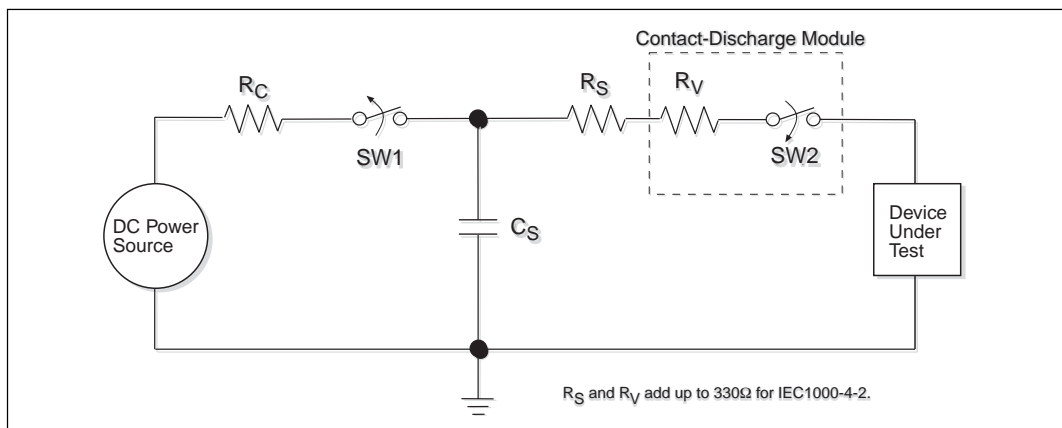 Contact-Discharge Module
RC
RS
RV
SW1
SW2
DC Power
Source
CS
Device
Under
Test
RS and RV add up to 330Ω for IEC1000-4-2.